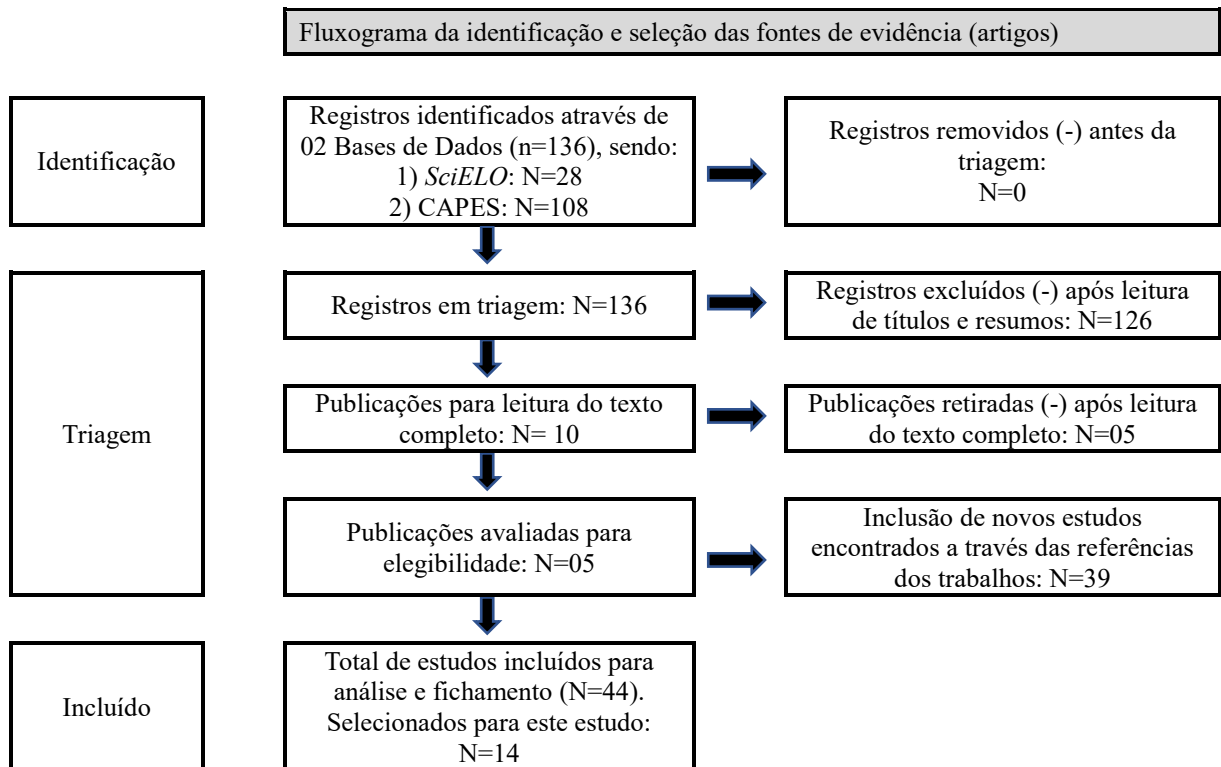 Fluxograma da identificação e seleção das fontes de evidência (artigos)
Identificação
Registros identificados através de
02 Bases de Dados (n=136), sendo:
1) SciELO: N=28
2) CAPES: N=108
Registros removidos (-) antes da
triagem:
N=0
Triagem
Registros em triagem: N=136
Registros excluídos (-) após leitura
de títulos e resumos: N=126
Publicações para leitura do texto
completo: N= 10
Publicações retiradas (-) após leitura
do texto completo: N=05
Publicações avaliadas para
elegibilidade: N=05
Inclusão de novos estudos
encontrados a através das referências
dos trabalhos: N=39
Incluído
Total de estudos incluídos para
análise e fichamento (N=44).
Selecionados para este estudo:
N=14